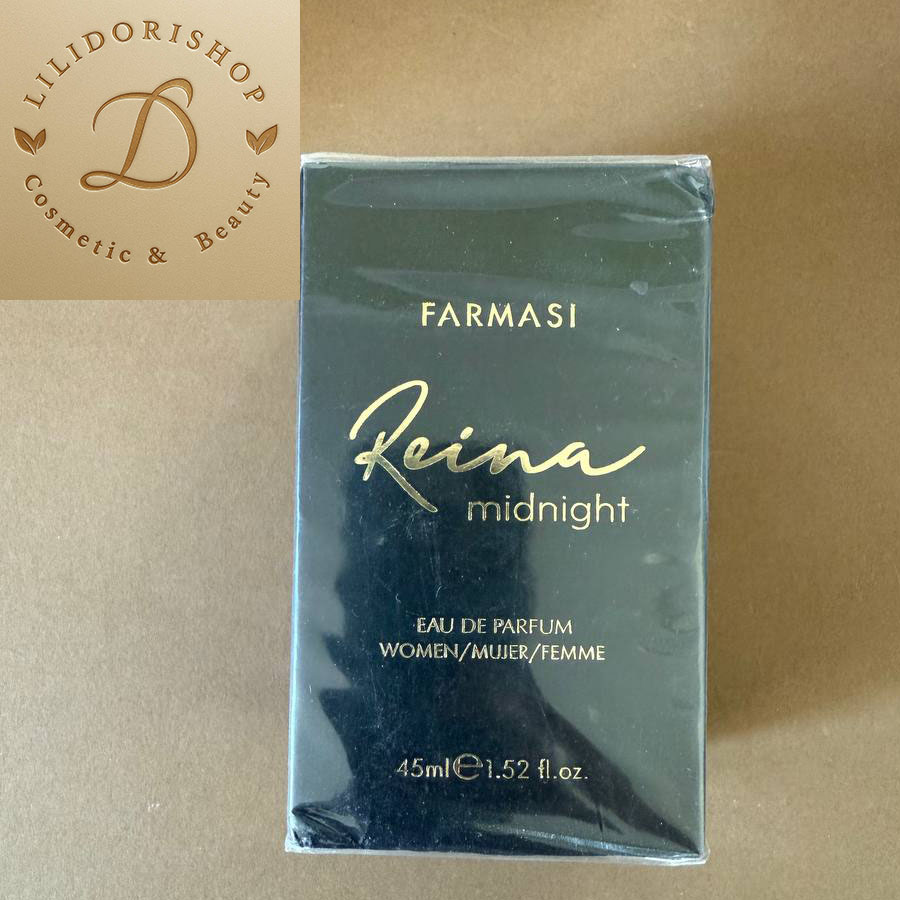 LILIDORISHOP
D
Cosmetic & Beauty
FARMASI
Reina
midnight
EAU DE PARFUM
WOMEN/MUJER/FEMME
45ml e 1.52 fl.oz.